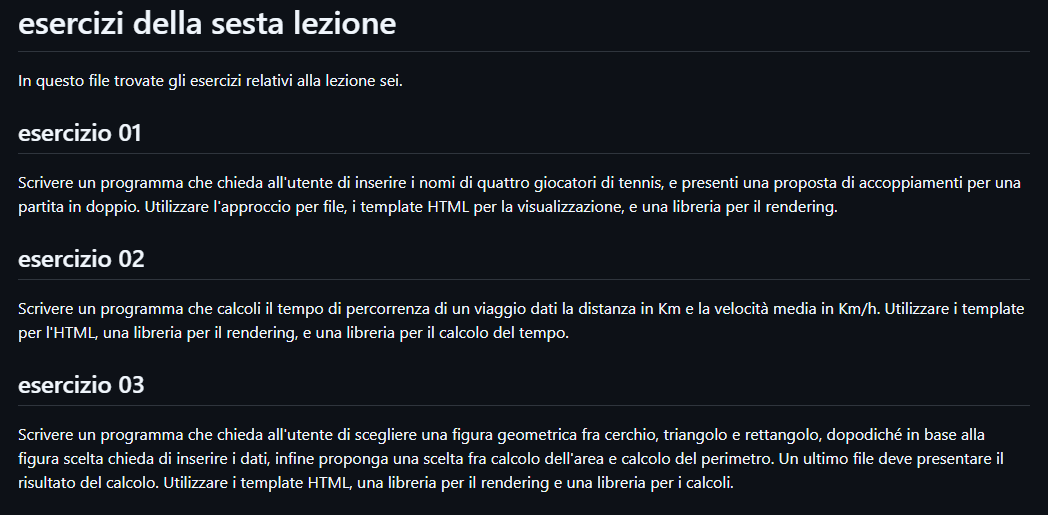 esercizi della sesta lezione
In questo file trovate gli esercizi relativi alla lezione sei.
esercizio 01
Scrivere un programma che chieda all'utente di inserire i nomi di quattro giocatori di tennis, e presenti una proposta di accoppiamenti per una
partita in doppio. Utilizzare l'approccio per file, i template HTML per la visualizzazione, e una libreria per il rendering.
esercizio 02
Scrivere un programma che calcoli il tempo di percorrenza di un viaggio dati la distanza in Km e la velocità media in Km/h. Utilizzare i template
per l'HTML, una libreria per il rendering, e una libreria per il calcolo del tempo.
esercizio 03
Scrivere un programma che chieda all'utente di scegliere una figura geometrica fra cerchio, triangolo e rettangolo, dopodiché in base alla
figura scelta chieda di inserire i dati, infine proponga una scelta fra calcolo dell'area e calcolo del perimetro. Un ultimo file deve presentare il
risultato del calcolo. Utilizzare i template HTML, una libreria per il rendering e una libreria per i calcoli.